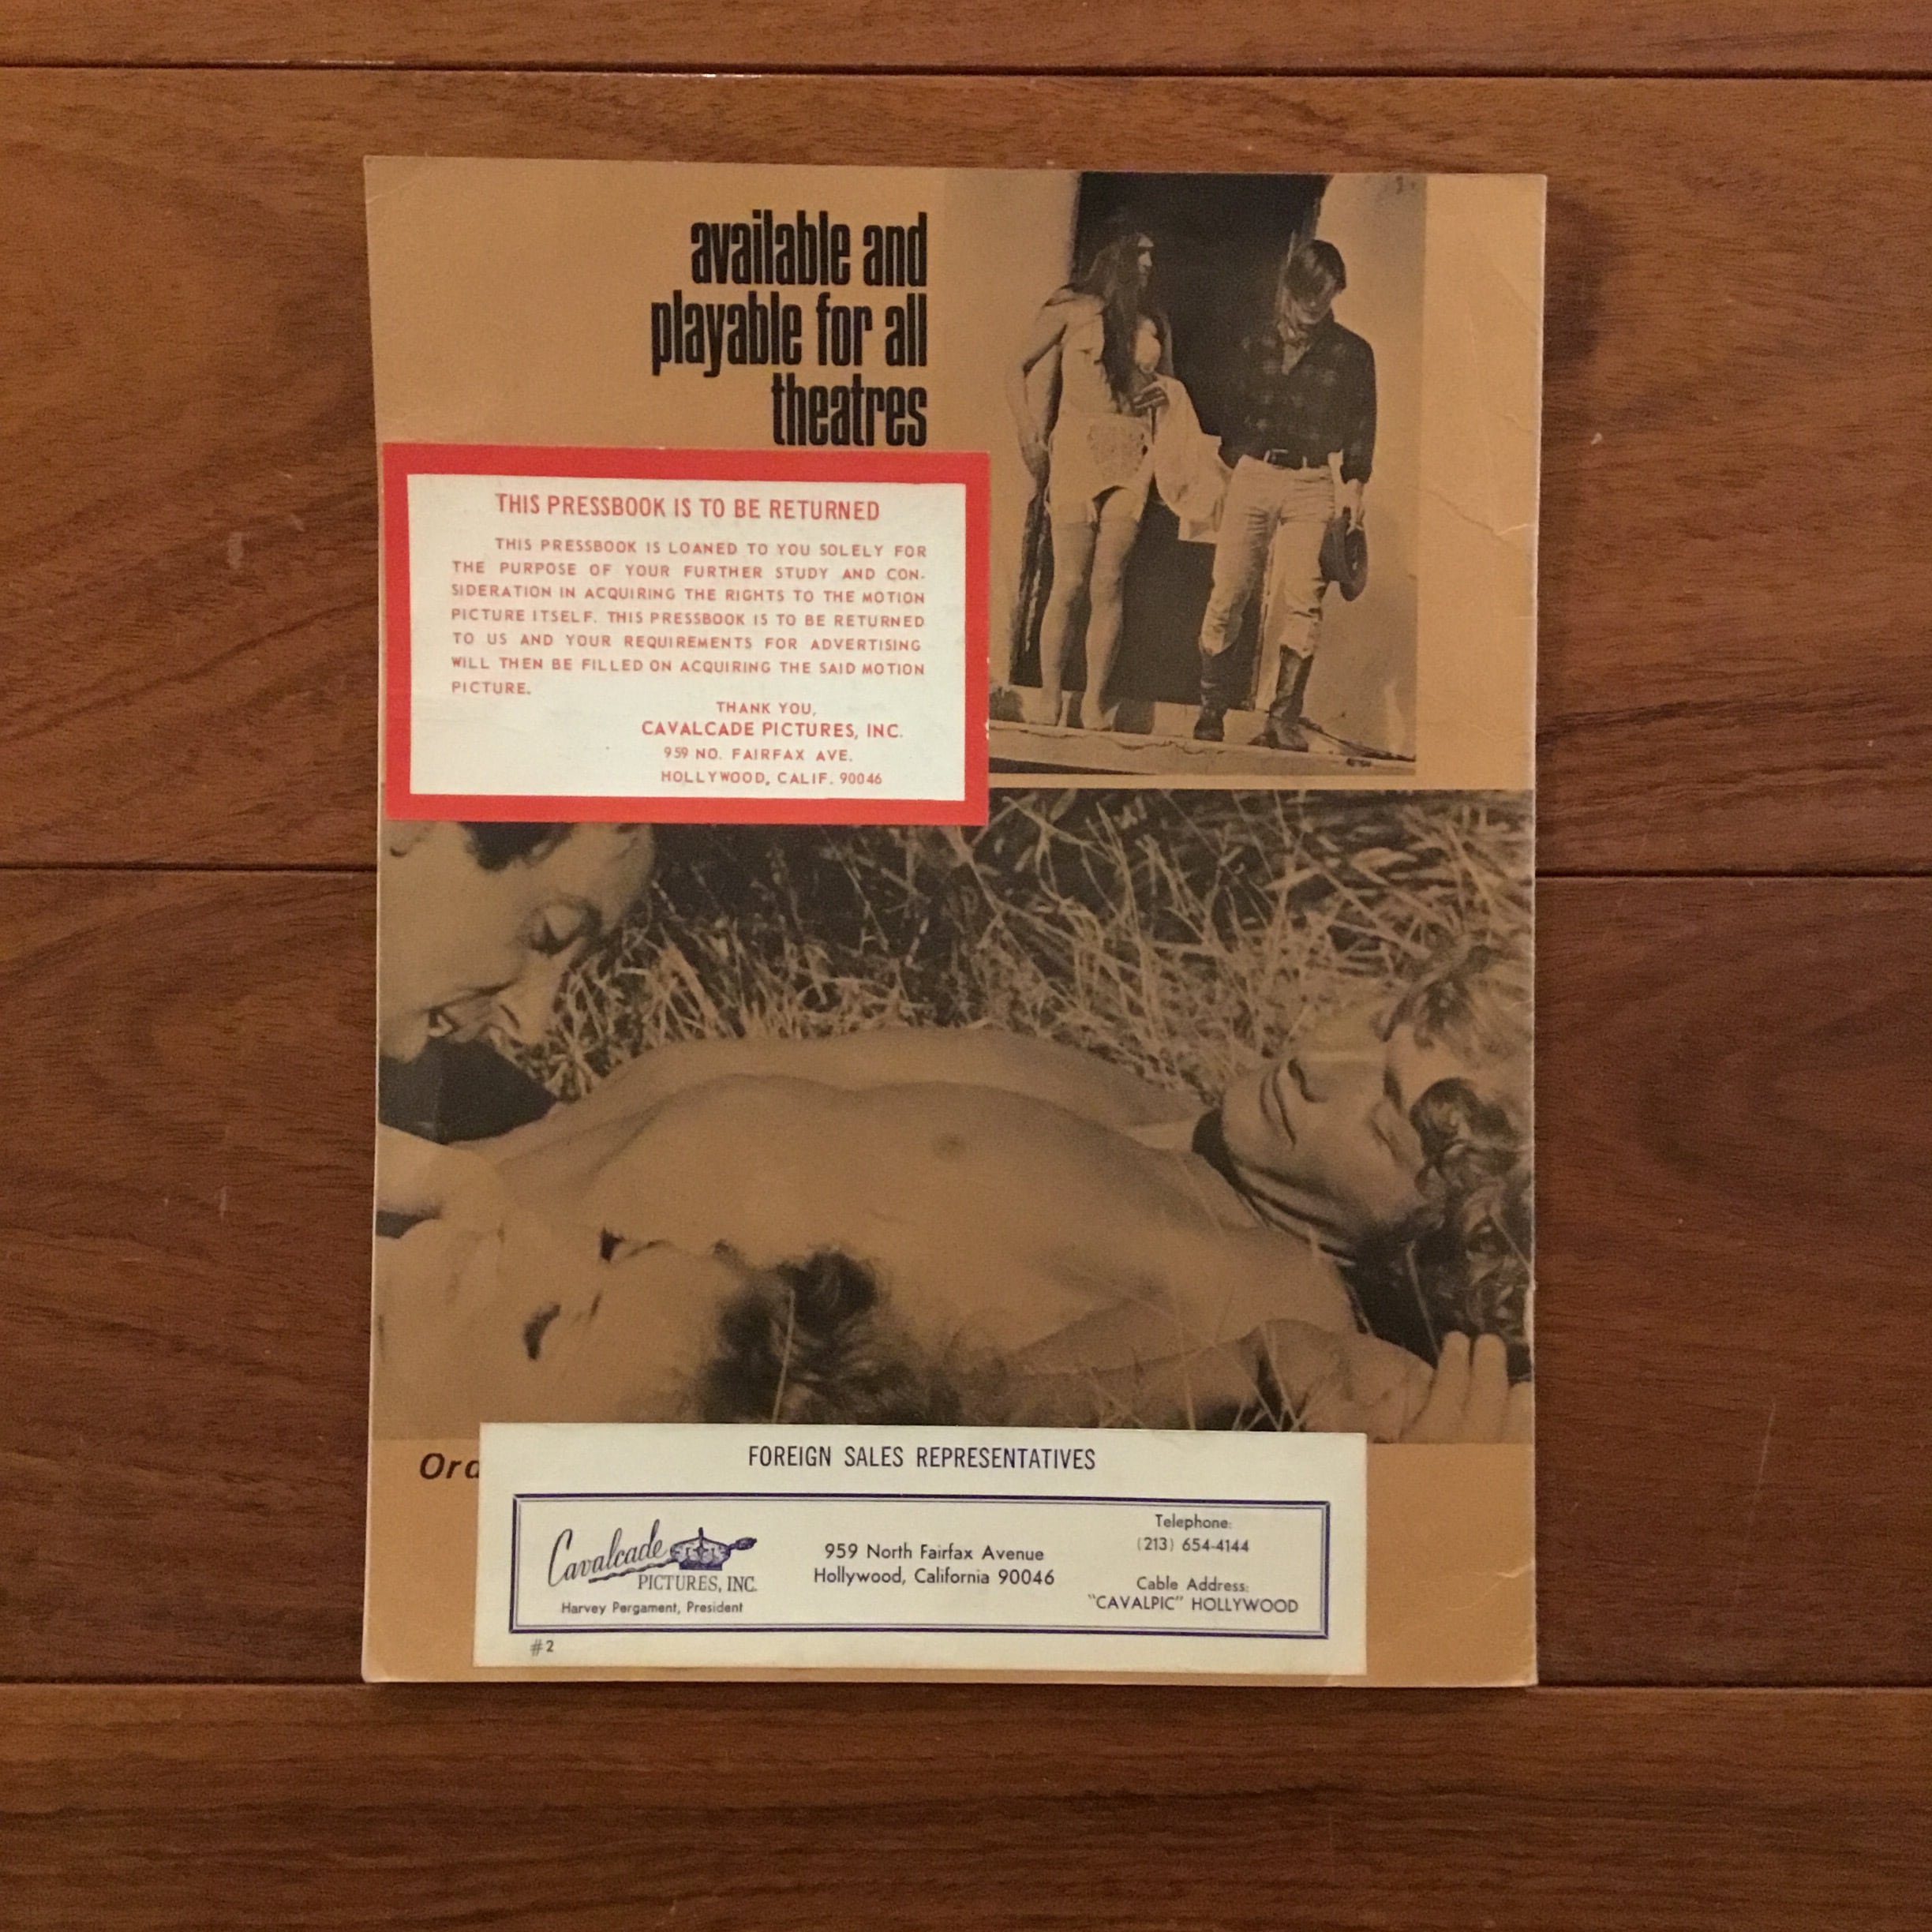 available and
playable for all
theatres
THIS PRESSBOOK IS TO BE RETURNED
THIS PRESSBOOK IS LOANED TO YOU SOLELY FOR
THE PURPOSE OF YOUR FURTHER STUDY AND CON-
SIDERATION IN ACQUIRING THE RIGHTS TO THE MOTION
PICTURE ITSELF. THIS PRESSBOOK IS TO BE RETURNED
TO US AND YOUR REQUIREMENTS FOR ADVERTISING
WILL THEN BE FILLED ON ACQUIRING THE SAID MOTION
PICTURE.
THANK YOU,
CAVALCADE PICTURES, INC.
959 NO. FAIRFAX AVE.
HOLLYWOOD, CALIF. 90046
Ord
FOREIGN SALES REPRESENTATIVES
Cavalcade
PICTURES, INC.
Harvey Pergament, President
959 North Fairfax Avenue
Hollywood, California 90046
Telephone:
(213) 654-4144
Cable Address:
"CAVALPIC" HOLLYWOOD
#2